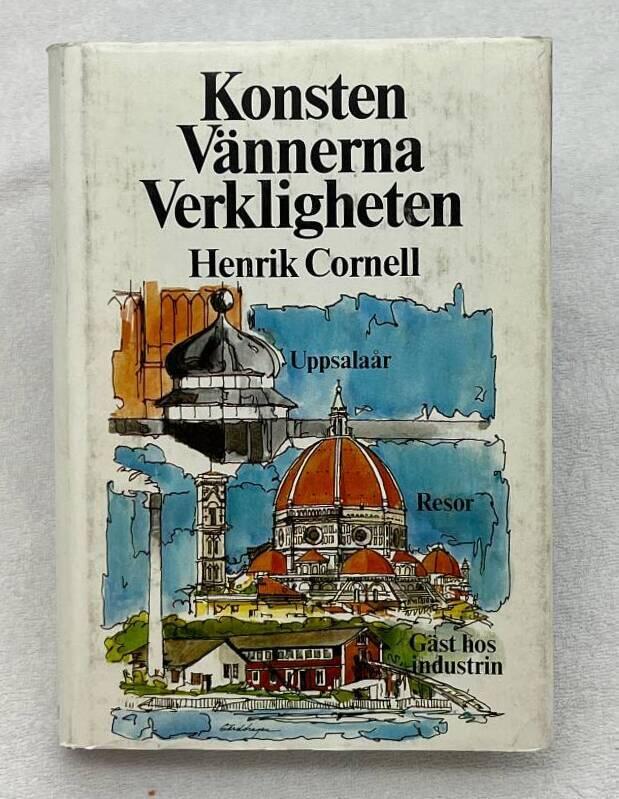 Konsten
Vännerna
Verkligheten
Henrik Cornell
Uppsalaår
Resor
Gäst hos
industrin